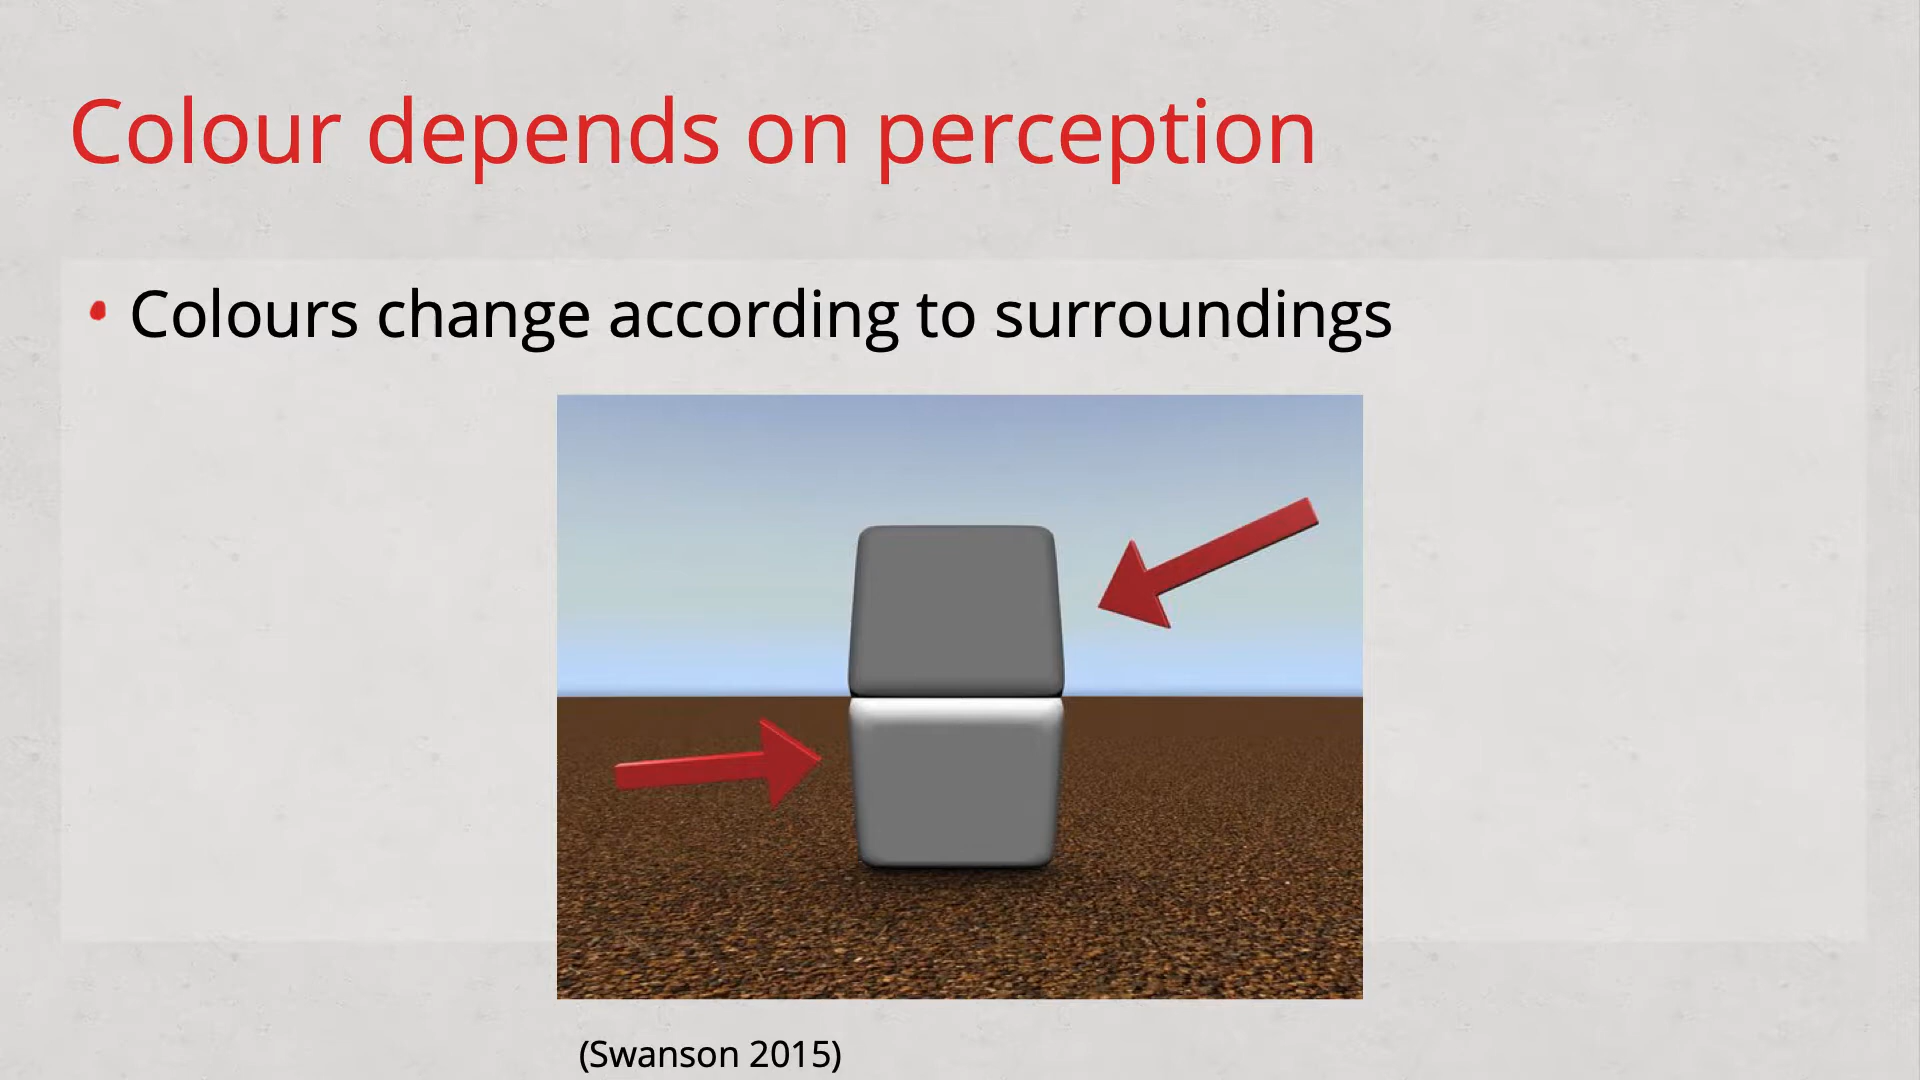 Colour depends on perception
Colours change according to surroundings
(Swanson 2015)